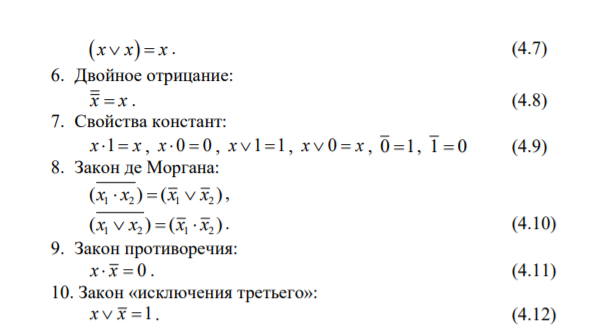 (x ∨ x) = x . (4.7)
6. Двойное отрицание:
x̿ = x . (4.8)
7. Свойства констант:
x·1 = x , x·0 = 0 , x ∨ 1 = 1 , x ∨ 0 = x , 0̅ = 1 , 1̅ = 0 (4.9)
8. Закон де Моргана:
(\overline{x₁ · x₂}) = (x̅₁ ∨ x̅₂) ,
(\overline{x₁ ∨ x₂}) = (x̅₁ · x̅₂) . (4.10)
9. Закон противоречия:
x · x̅ = 0 . (4.11)
10. Закон «исключения третьего»:
x ∨ x̅ = 1 . (4.12)